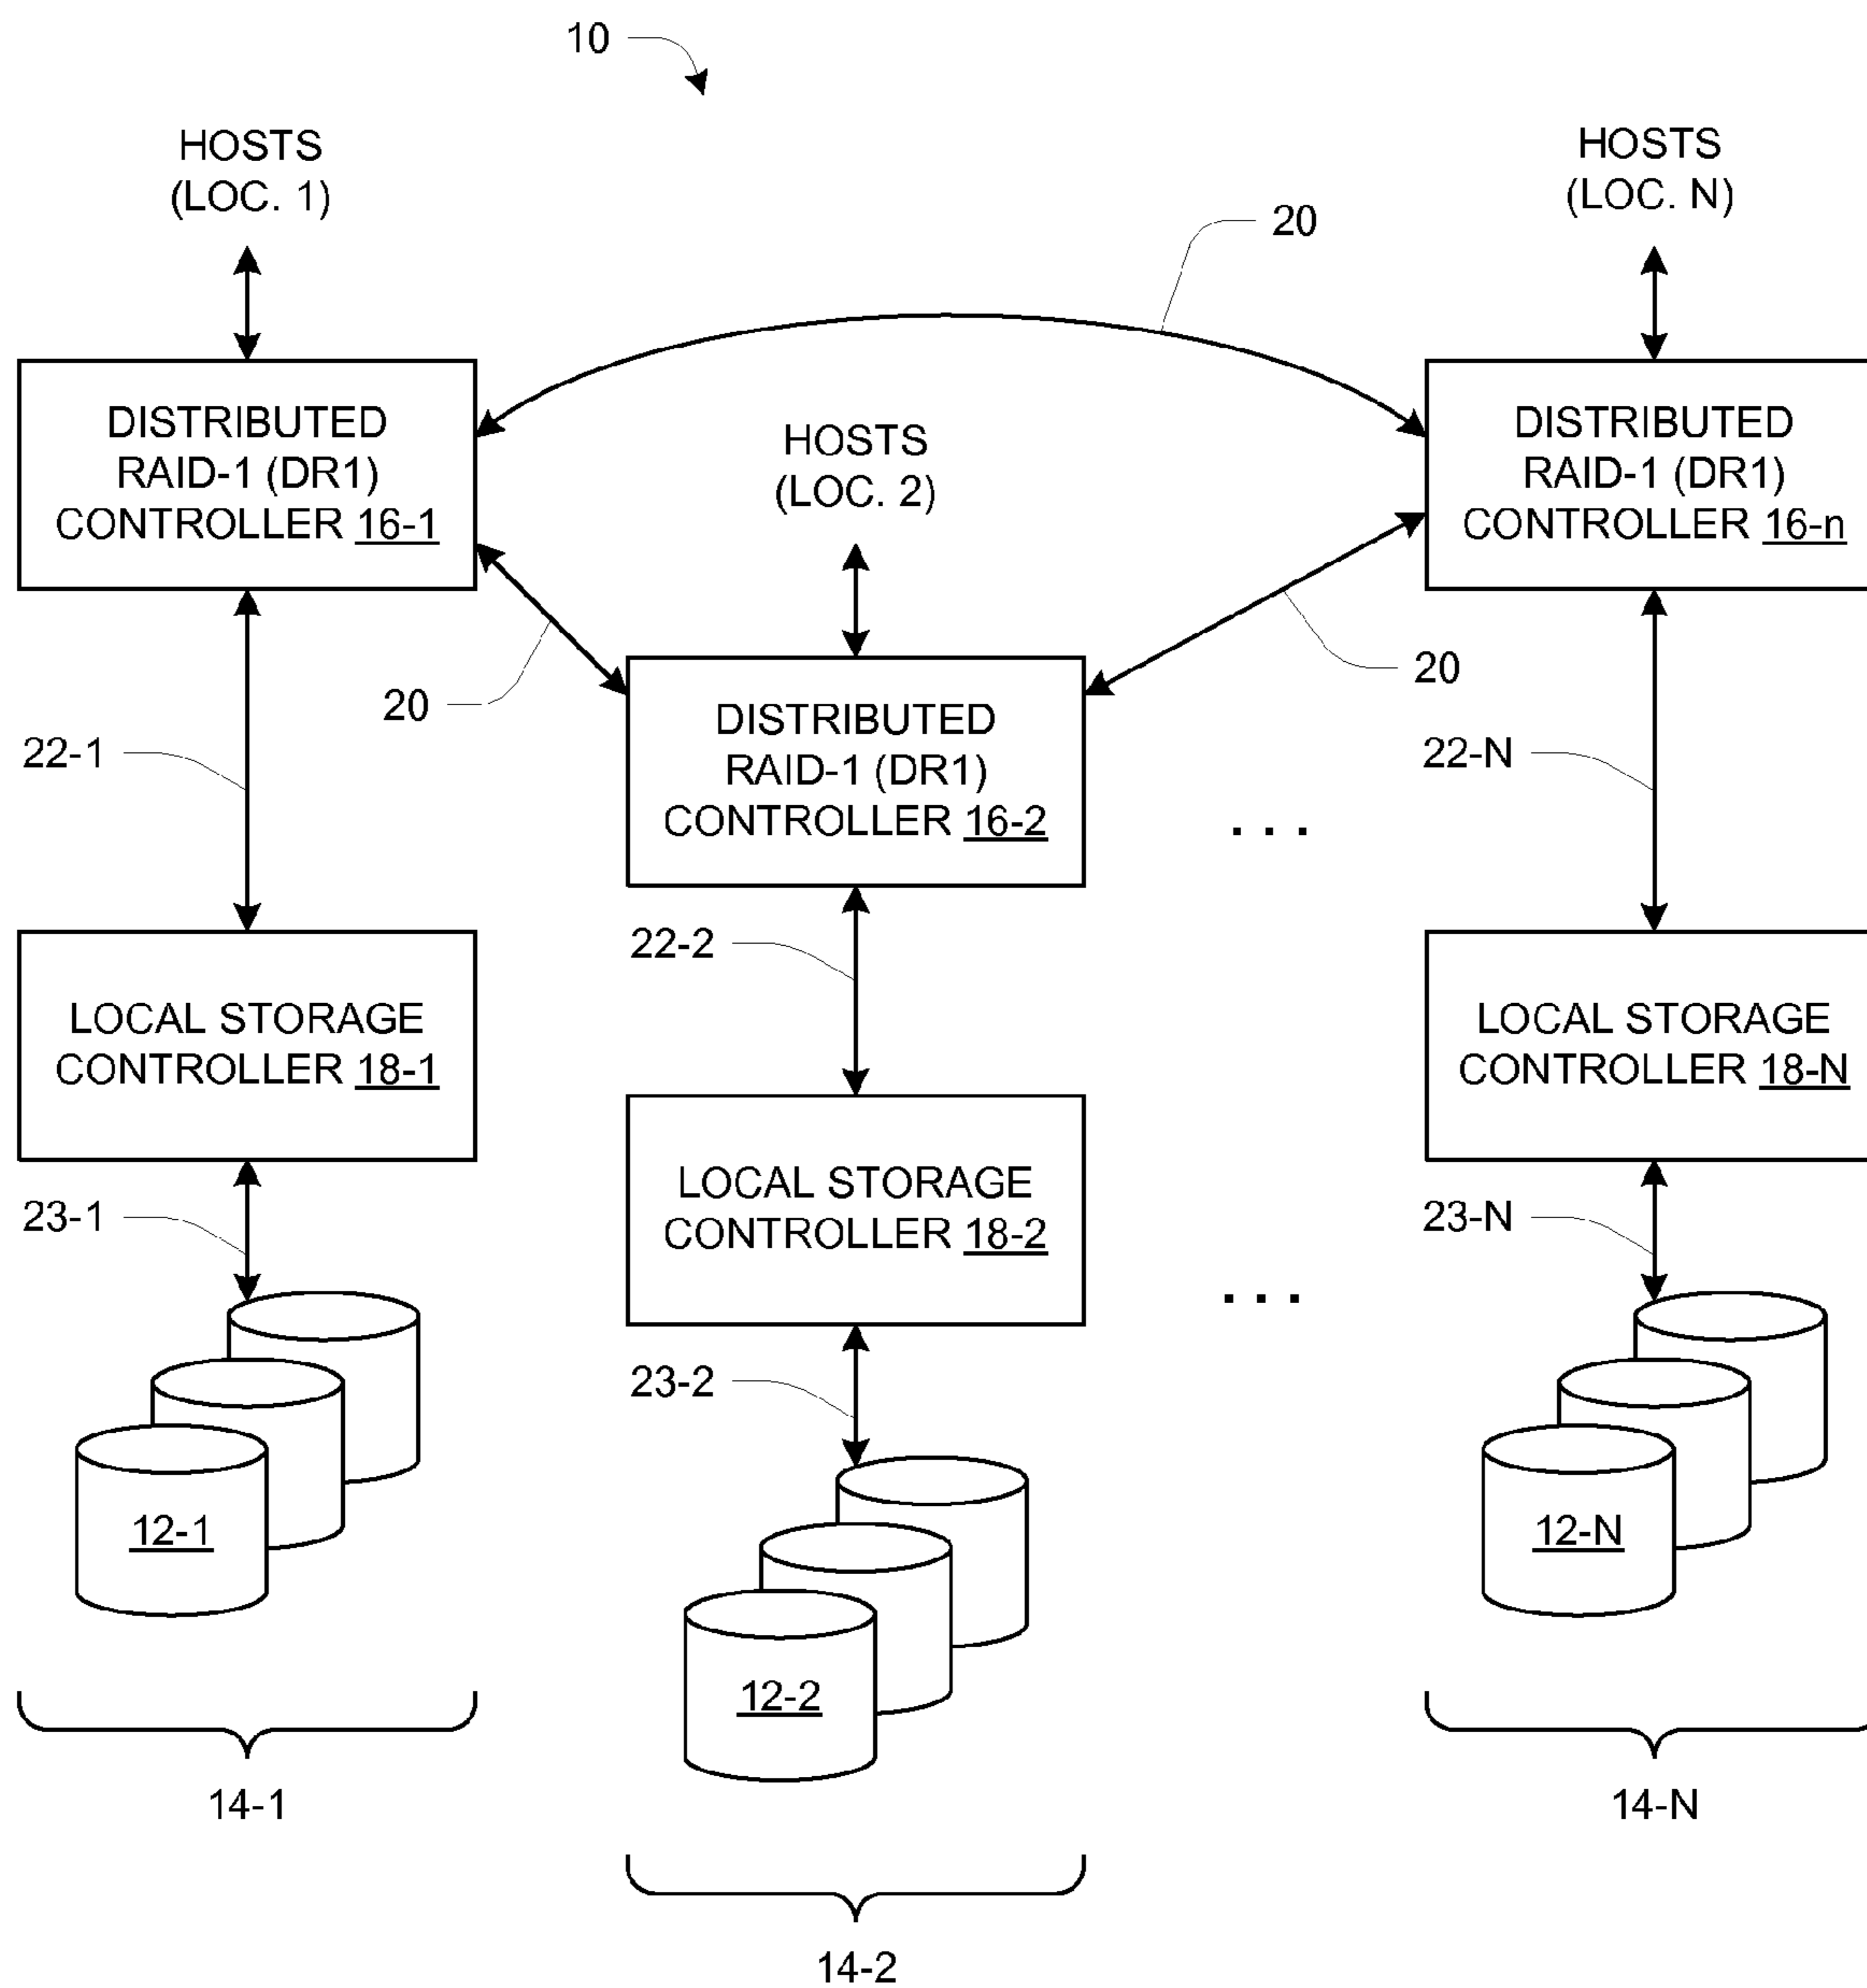 10
HOSTS
(LOC. 1)
HOSTS
(LOC. N)
20
DISTRIBUTED
RAID-1 (DR1)
CONTROLLER 16-1
HOSTS
(LOC. 2)
DISTRIBUTED
RAID-1 (DR1)
CONTROLLER 16-n
20
20
DISTRIBUTED
RAID-1 (DR1)
CONTROLLER 16-2
22-1
22-N
. . .
22-2
LOCAL STORAGE
CONTROLLER 18-1
LOCAL STORAGE
CONTROLLER 18-N
LOCAL STORAGE
CONTROLLER 18-2
23-1
23-N
. . .
23-2
12-1
12-N
12-2
14-1
14-N
14-2